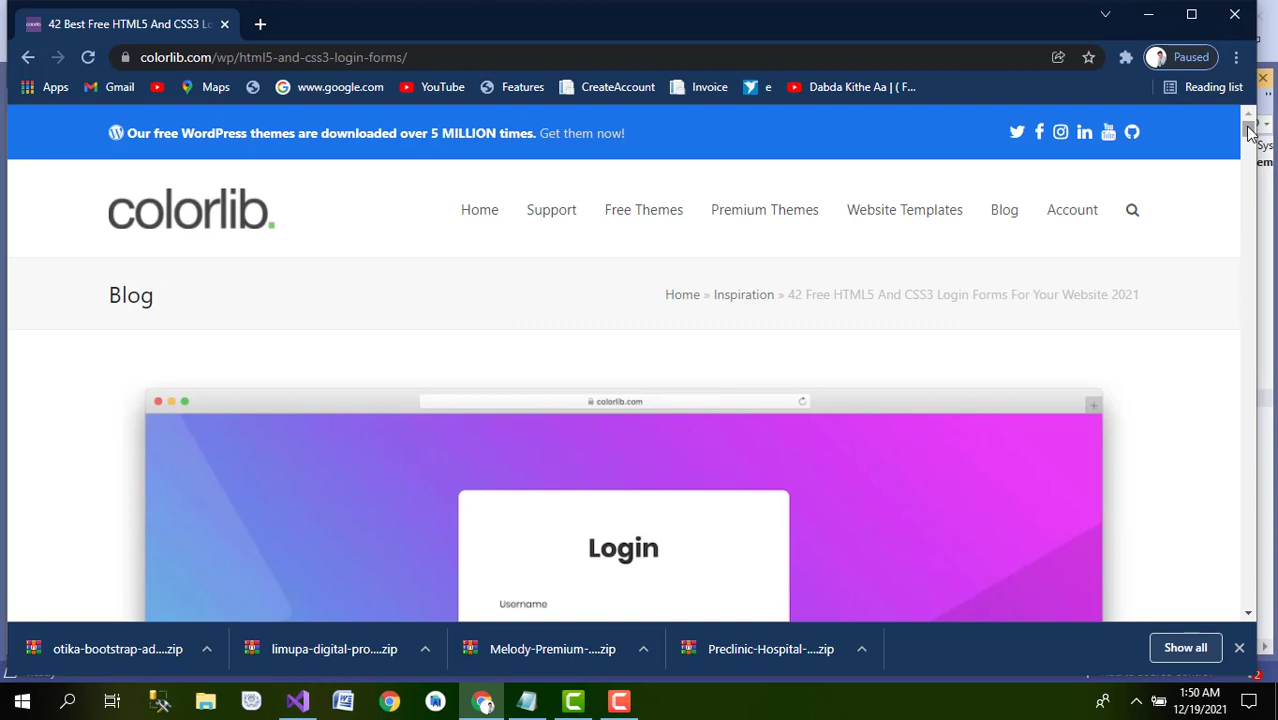 42 Best Free HTML5 And CSS3 Lo
colorlib.com/wp/html5-and-css3-login-forms/
Paused
Apps Gmail Maps www.google.com YouTube Features CreateAccount Invoice e Dabda Kithe Aa | ( F... Reading list
Our free WordPress themes are downloaded over 5 MILLION times. Get them now!
colorlib.
Home Support Free Themes Premium Themes Website Templates Blog Account
Blog
Home » Inspiration » 42 Free HTML5 And CSS3 Login Forms For Your Website 2021
colorlib.com
Login
Username
otika-bootstrap-ad....zip limupa-digital-pro....zip Melody-Premium-....zip Preclinic-Hospital-....zip Show all
1:50 AM
12/19/2021